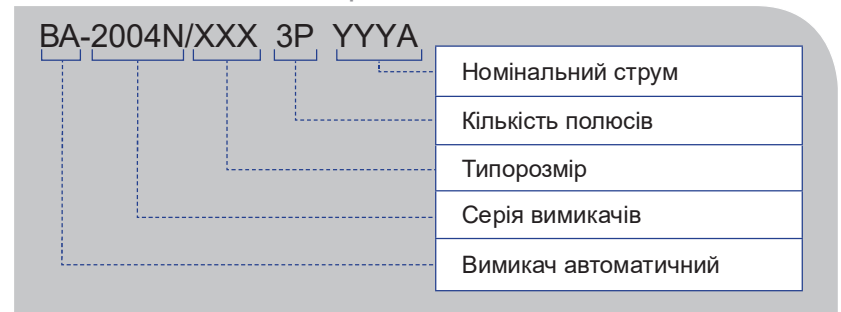 ВА-2004N/XXX 3P YYYA
Номінальний струм
Кількість полюсів
Типорозмір
Серія вимикачів
Вимикач автоматичний